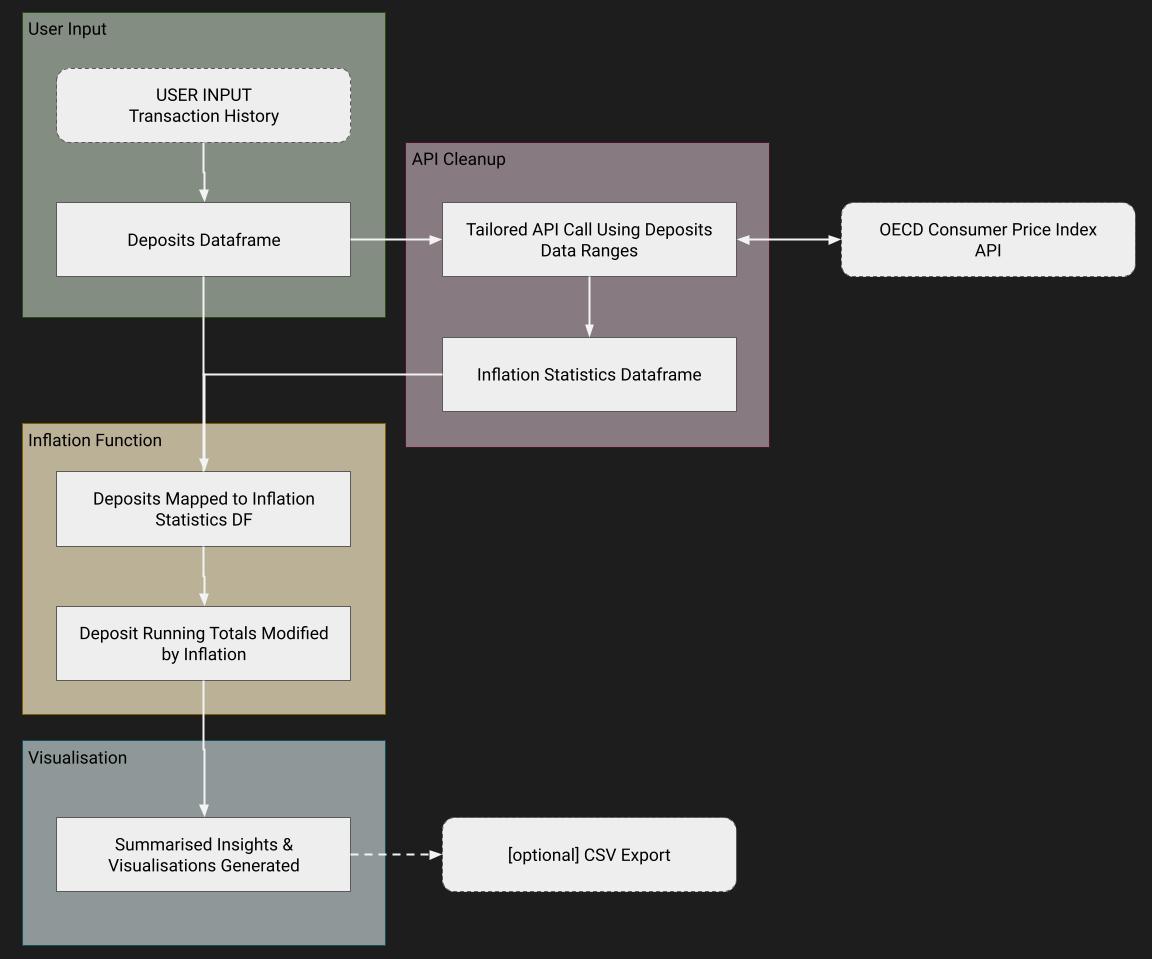 User Input
USER INPUT
Transaction History
Deposits Dataframe
API Cleanup
Tailored API Call Using Deposits
Data Ranges
OECD Consumer Price Index
API
Inflation Statistics Dataframe
Inflation Function
Deposits Mapped to Inflation
Statistics DF
Deposit Running Totals Modified
by Inflation
Visualisation
Summarised Insights &
Visualisations Generated
[optional] CSV Export